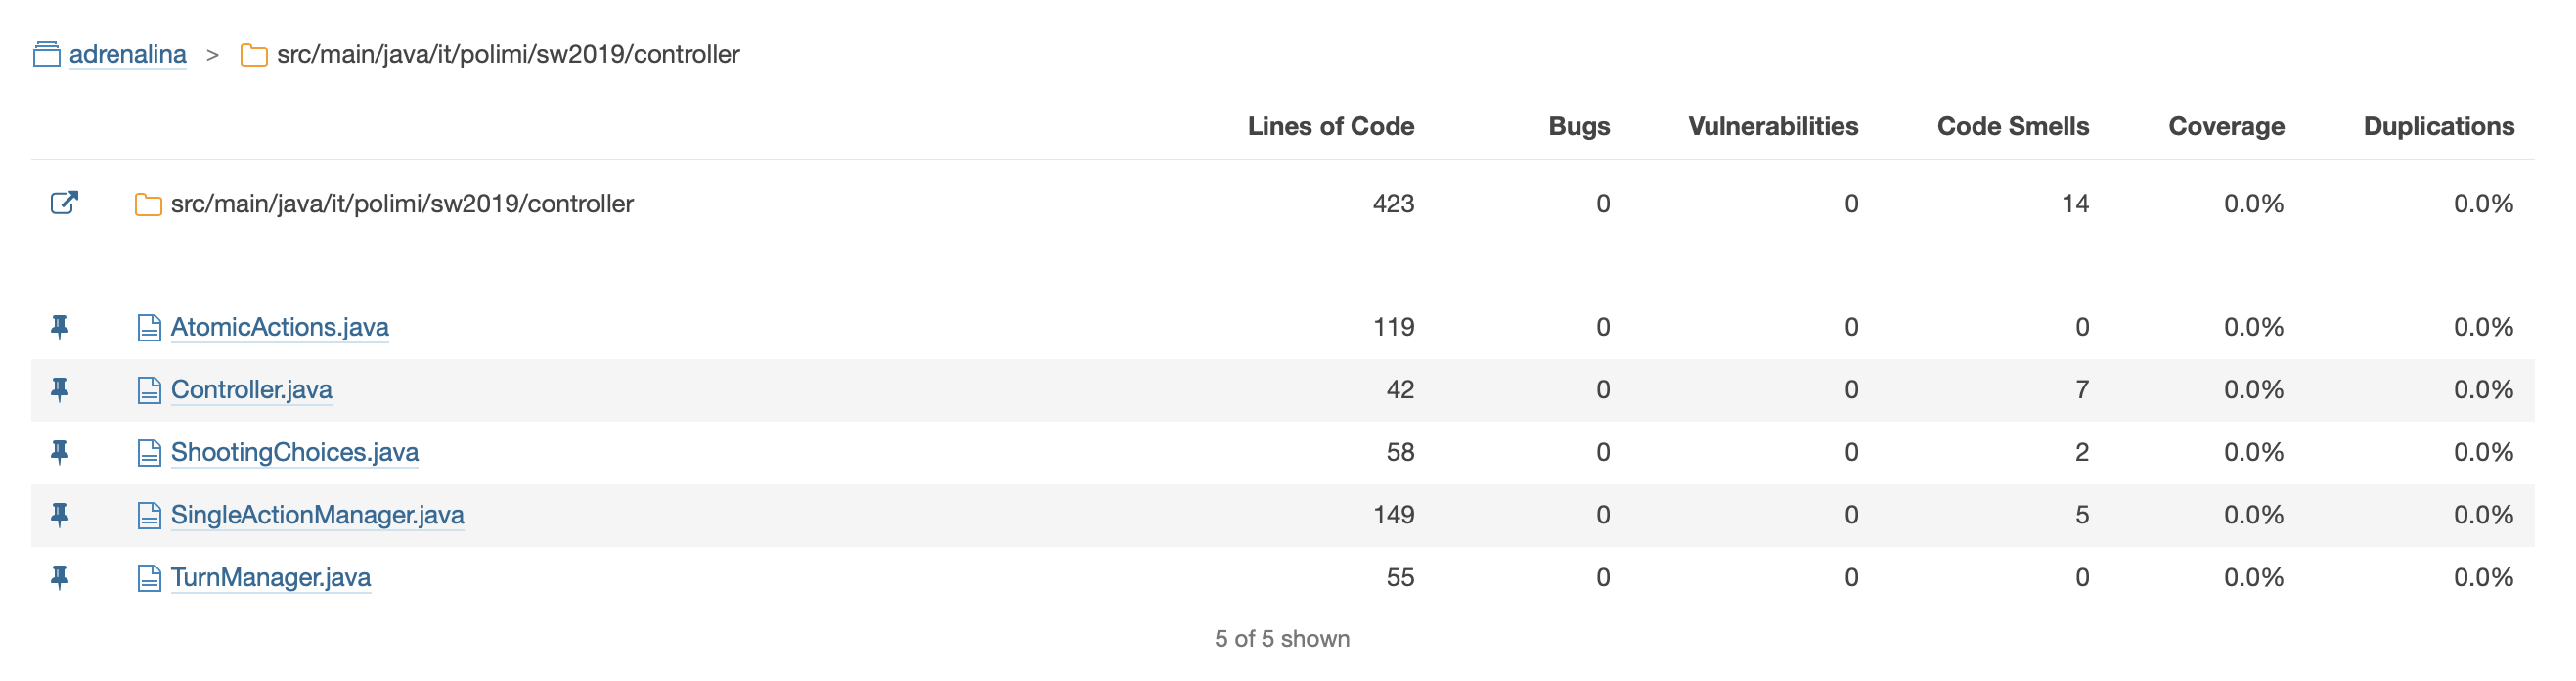 adrenalina > src/main/java/it/polimi/sw2019/controller
Lines of Code Bugs Vulnerabilities Code Smells Coverage Duplications
src/main/java/it/polimi/sw2019/controller 423 0 0 14 0.0% 0.0%
AtomicActions.java 119 0 0 0 0.0% 0.0%
Controller.java 42 0 0 7 0.0% 0.0%
ShootingChoices.java 58 0 0 2 0.0% 0.0%
SingleActionManager.java 149 0 0 5 0.0% 0.0%
TurnManager.java 55 0 0 0 0.0% 0.0%
5 of 5 shown